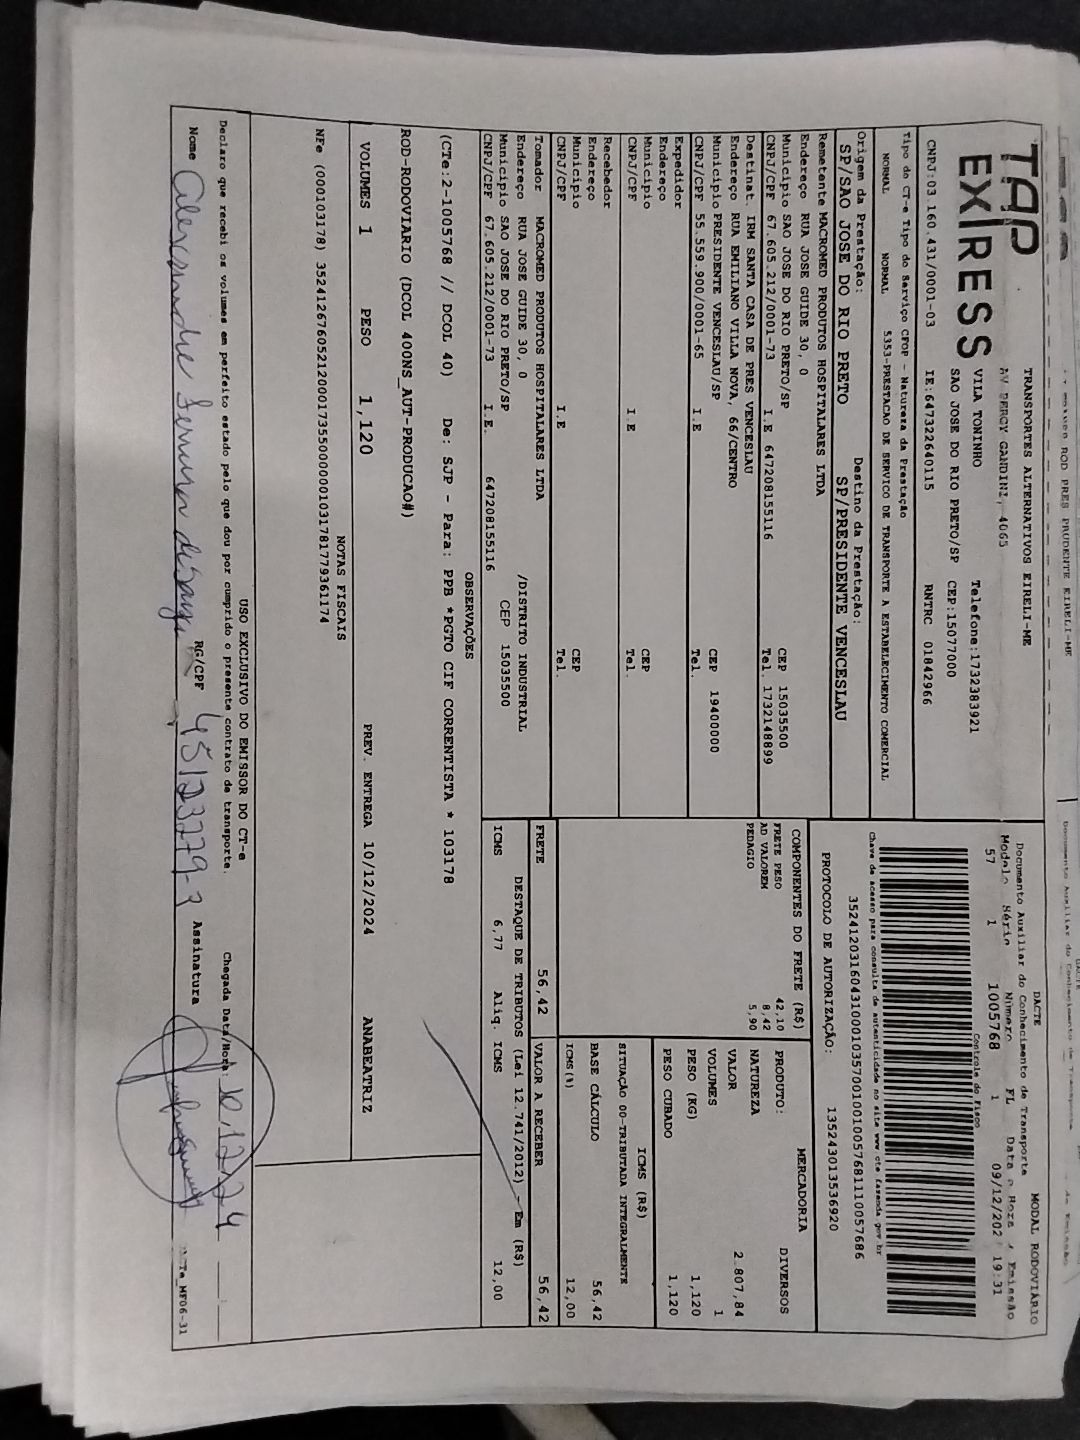 TAP
EXPRESS
TRANSPORTES ALTERNATIVOS EIRELI-ME
AV PERCY GANDINI, 4065
VILA TONINHO Telefone:1732383921
SAO JOSE DO RIO PRETO/SP CEP:15077000
CNPJ:03.160.431/0001-03 IE:647322640115 RNTRC 01842966
DACTE MODAL RODOVIÁRIO
Documento Auxiliar do Conhecimento de Transporte
Modelo Série Número FL Data e Hora / Emissão
57 1 1005768 1 09/12/202 19:31
Controle do Fisco
Chave de acesso para consulta de autenticidade no site www cte fazenda gov br
35241203160431000103570010010057681110057686
PROTOCOLO DE AUTORIZAÇÃO: 135243013536920
Tipo do CT-e Tipo do Serviço CFOP - Natureza da Prestação
NORMAL NORMAL 5353-PRESTACAO DE SERVICO DE TRANSPORTE A ESTABELECIMENTO COMERCIAL
Origem da Prestação: Destino da Prestação:
SP/SAO JOSE DO RIO PRETO SP/PRESIDENTE VENCESLAU
Remetente MACROMED PRODUTOS HOSPITALARES LTDA
Endereço RUA JOSE GUIDE 30, 0
Município SAO JOSE DO RIO PRETO/SP CEP 15035500
CNPJ/CPF 67.605.212/0001-73 I.E 647208155116 Tel. 1732148899
Destinat. IRM SANTA CASA DE PRES VENCESLAU
Endereço RUA EMILIANO VILLA NOVA, 66/CENTRO
Município PRESIDENTE VENCESLAU/SP CEP 19400000
CNPJ/CPF 55.559.900/0001-65 I.E Tel.
Expedidor
Endereço
Município CEP
CNPJ/CPF I.E Tel.
Recebedor
Endereço
Município CEP
CNPJ/CPF I.E Tel.
Tomador MACROMED PRODUTOS HOSPITALARES LTDA
Endereço RUA JOSE GUIDE 30, 0 /DISTRITO INDUSTRIAL
Município SAO JOSE DO RIO PRETO/SP CEP 15035500
CNPJ/CPF 67.605.212/0001-73 I.E. 647208155116
COMPONENTES DO FRETE (R$)
FRETE PESO 42,10
AD VALOREM 8,42
PEDAGIO 5,90
MERCADORIA
PRODUTO: DIVERSOS
NATUREZA
VALOR 2.807,84
VOLUMES 1
PESO (KG) 1,120
PESO CUBADO 1,120
ICMS (R$)
SITUAÇÃO 00-TRIBUTADA INTEGRALMENTE
BASE CÁLCULO 56,42
ICMS (%) 12,00
FRETE 56,42 VALOR A RECEBER 56,42
DESTAQUE DE TRIBUTOS (Lei 12.741/2012) - Em (R$)
ICMS 6,77 Aliq. ICMS 12,00
OBSERVAÇÕES
(CTe:2-1005768 // DCOL 40) De: SJP - Para: PPB *PGTO CIF CORRENTISTA * 103178
ROD-RODOVIARIO (DCOL 400NS_AUT-PRODUCAO#)
VOLUMES 1 PESO 1,120 PREV. ENTREGA 10/12/2024 ANABEATRIZ
NOTAS FISCAIS
NFe (000103178) 35241267605212000173550000001031781779361174
USO EXCLUSIVO DO EMISSOR DO CT-e
Declaro que recebi os volumes em perfeito estado pelo que dou por cumprido o presente contrato de transporte. Chegada Data/Hora: 10,12,24
Nome Alexsandre RG/CPF 45123279-3 Assinatura